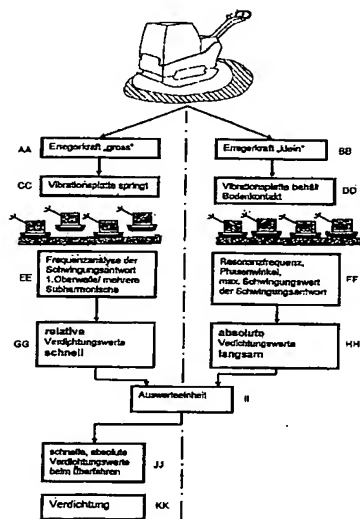 AA
Erregerkraft „gross"
Erregerkraft „klein"
BB
CC
Vibrationsplatte springt
Vibrationsplatte behält
Bodenkontakt
DD
EE
Frequenzanalyse der
Schwingungsantwort
1.Oberwelle/ mehrere
Subharmonische
Resonanzfrequenz,
Phasenwinkel,
max. Schwingungswert
der Schwingungsantwort
FF
GG
relative
Verdichtungswerte
schnell
absolute
Verdichtungswerte
langsam
HH
Auswerteeinheit
II
schnelle, absolute
Verdichtungswerte
beim Überfahren
JJ
Verdichtung
KK